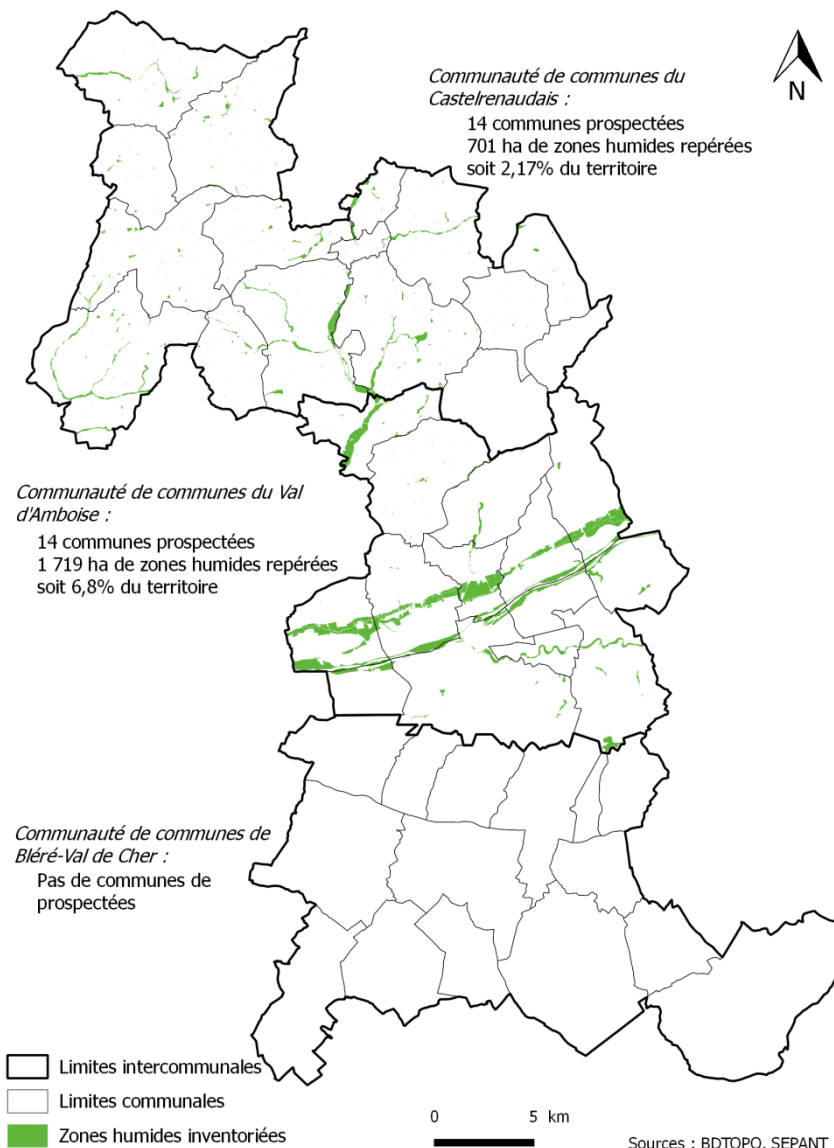 Communauté de communes du
Castelrenaudais :
14 communes prospectées
701 ha de zones humides repérées
soit 2,17% du territoire
N
Communauté de communes du Val
d'Amboise :
14 communes prospectées
1 719 ha de zones humides repérées
soit 6,8% du territoire
Communauté de communes de
Bléré-Val de Cher :
Pas de communes de
prospectées
Limites intercommunales
Limites communales
Zones humides inventoriées
0 5 km
Sources : BDTOPO, SEPANT